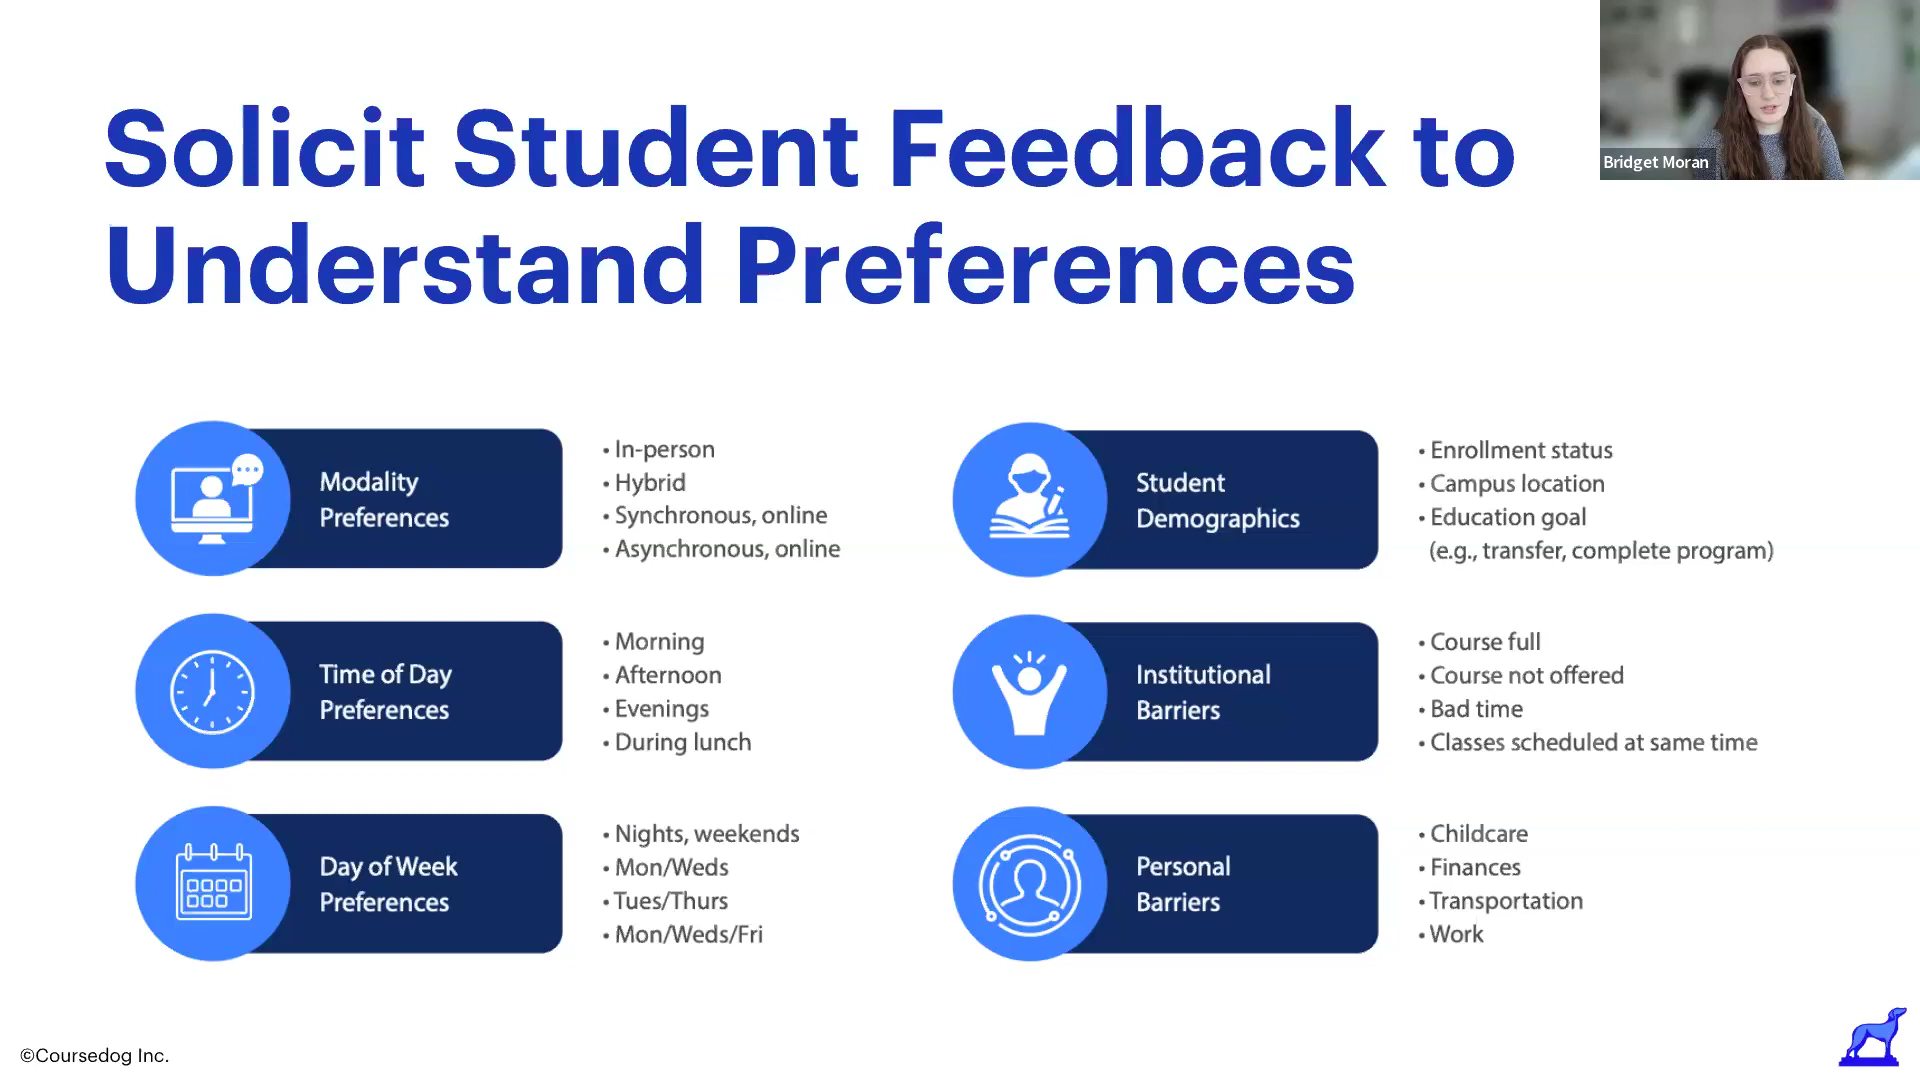 Solicit Student Feedback to
Understand Preferences
Bridget Moran
Modality
Preferences
• In-person
• Hybrid
• Synchronous, online
• Asynchronous, online
Student
Demographics
• Enrollment status
• Campus location
• Education goal
(e.g., transfer, complete program)
Time of Day
Preferences
• Morning
• Afternoon
• Evenings
• During lunch
Institutional
Barriers
• Course full
• Course not offered
• Bad time
• Classes scheduled at same time
Day of Week
Preferences
• Nights, weekends
• Mon/Weds
• Tues/Thurs
• Mon/Weds/Fri
Personal
Barriers
• Childcare
• Finances
• Transportation
• Work
©Coursedog Inc.